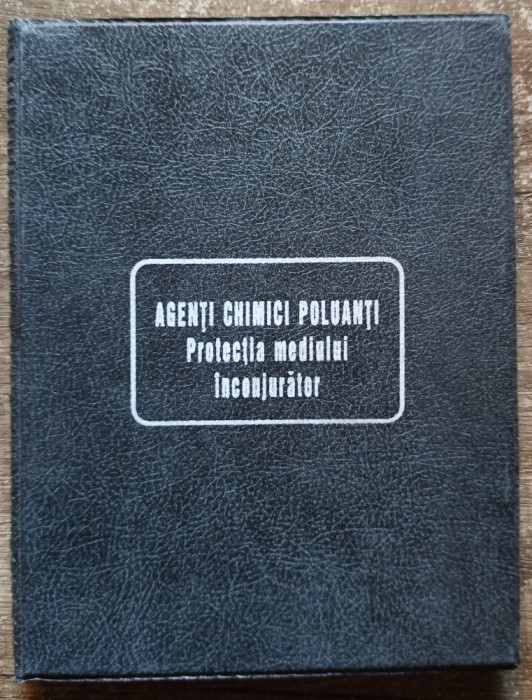 AGENŢI CHIMICI POLUANŢI
Protecţia mediului
înconjurător